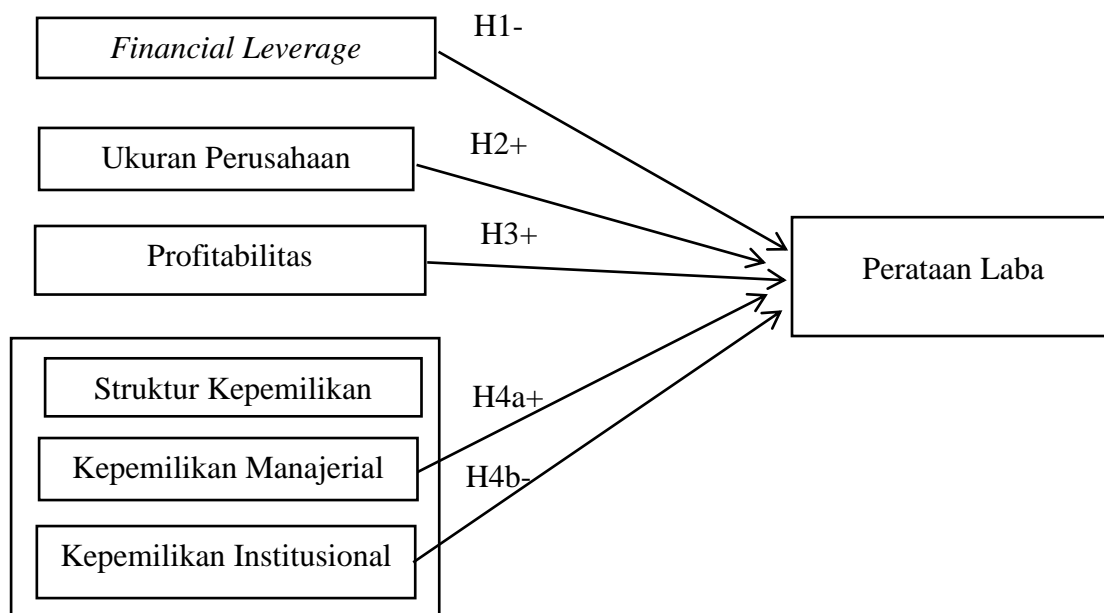 H1-
Financial Leverage
H2+
Ukuran Perusahaan
H3+
Profitabilitas
Perataan Laba
Struktur Kepemilikan
H4a+
Kepemilikan Manajerial
H4b-
Kepemilikan Institusional